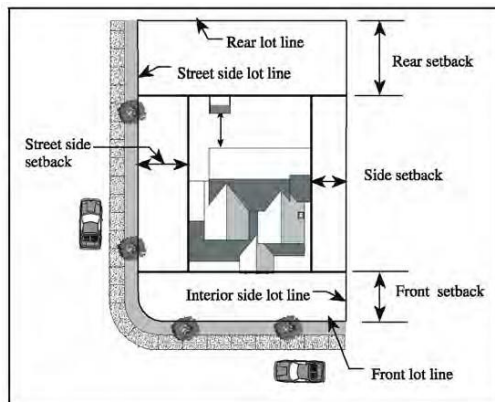 Rear lot line
Rear setback
Street side lot line
Street side
setback
Side setback
Interior side lot line
Front setback
Front lot line